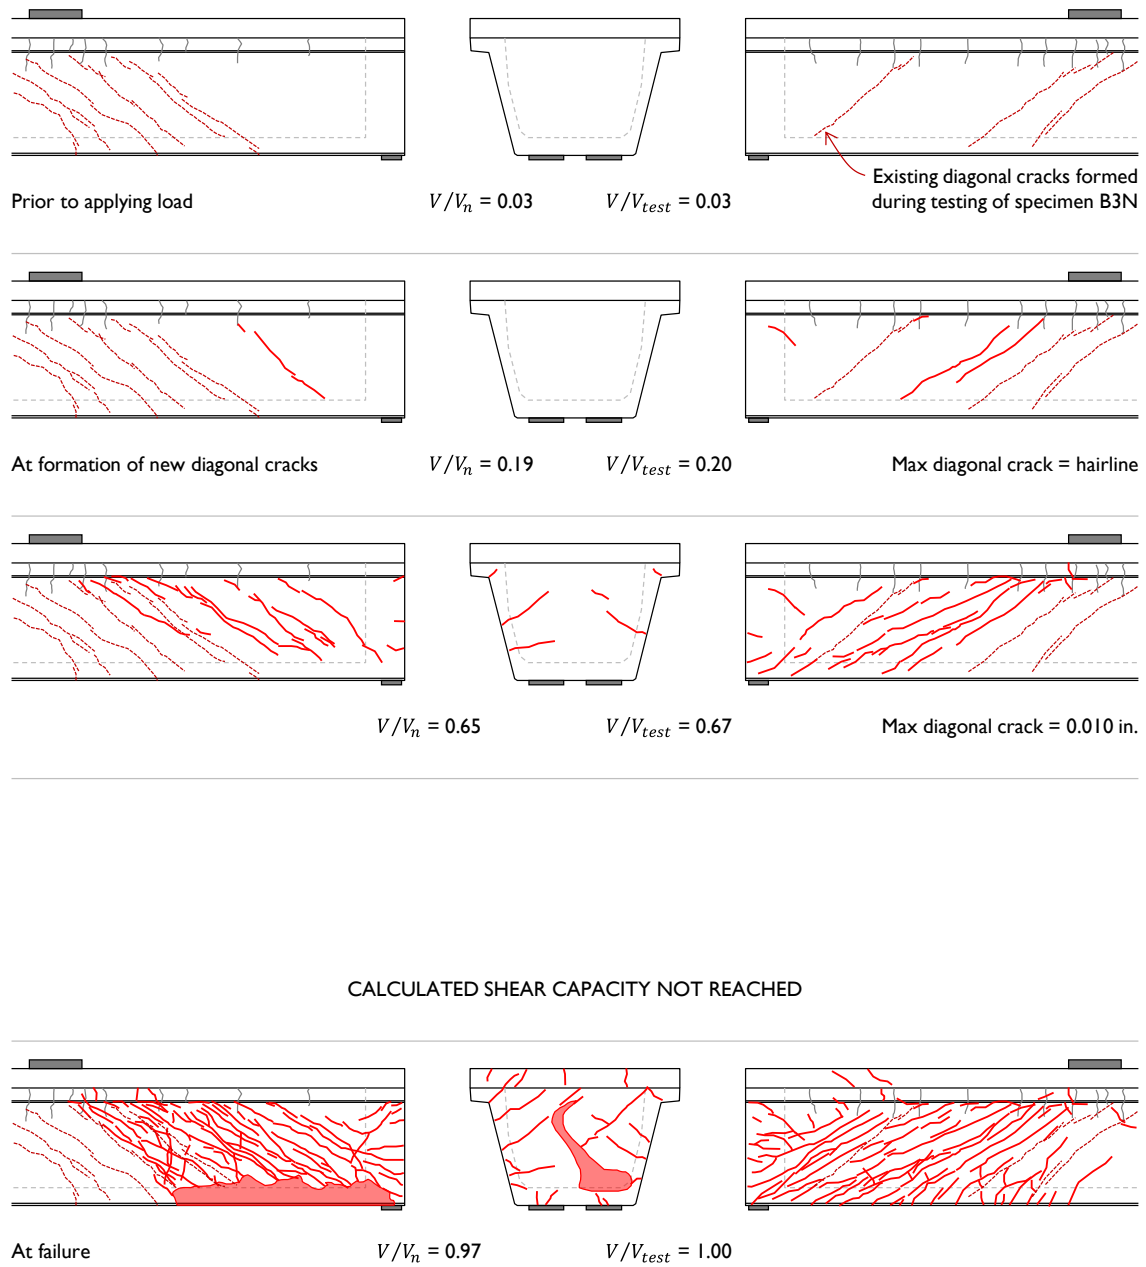 Existing diagonal cracks formed
during testing of specimen B3N
Prior to applying load
V/Vn = 0.03
V/Vtest = 0.03
At formation of new diagonal cracks
V/Vn = 0.19
V/Vtest = 0.20
Max diagonal crack = hairline
V/Vn = 0.65
V/Vtest = 0.67
Max diagonal crack = 0.010 in.
CALCULATED SHEAR CAPACITY NOT REACHED
At failure
V/Vn = 0.97
V/Vtest = 1.00